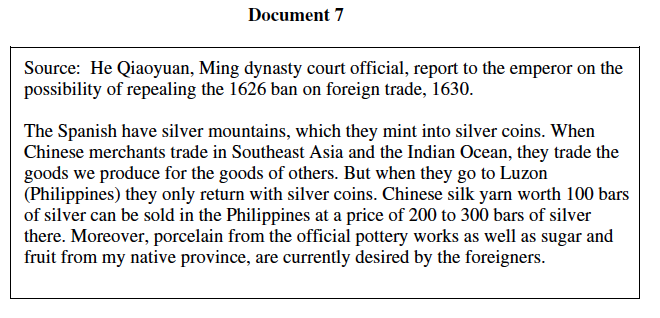 Document 7
Source:  He Qiaoyuan, Ming dynasty court official, report to the emperor on the
possibility of repealing the 1626 ban on foreign trade, 1630.
The Spanish have silver mountains, which they mint into silver coins. When
Chinese merchants trade in Southeast Asia and the Indian Ocean, they trade the
goods we produce for the goods of others. But when they go to Luzon
(Philippines) they only return with silver coins. Chinese silk yarn worth 100 bars
of silver can be sold in the Philippines at a price of 200 to 300 bars of silver
there. Moreover, porcelain from the official pottery works as well as sugar and
fruit from my native province, are currently desired by the foreigners.